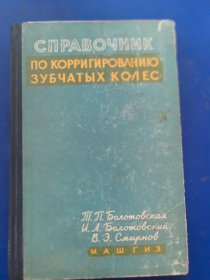 СПРАВОЧНИК
ПО КОРРИГИРОВАНИЮ
ЗУБЧАТЫХ КОЛЕС
Т. П. Болотовская
И. А. Болотовский
В. Э. Смирнов
МАШГИЗ